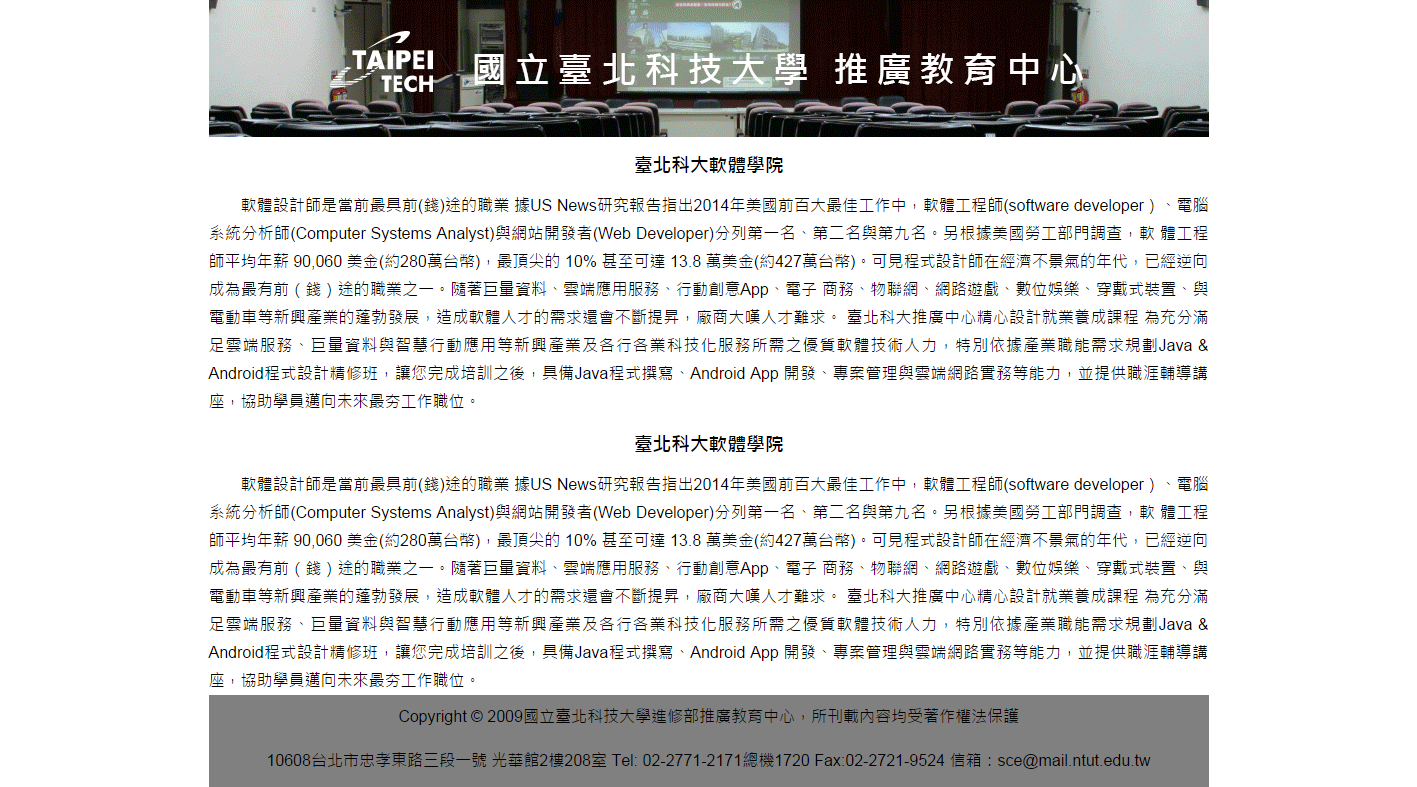 TAIPEI
TECH
國立臺北科技大學 推廣教育中心
臺北科大軟體學院
軟體設計師是當前最具前(錢)途的職業 據US News研究報告指出2014年美國前百大最佳工作中，軟體工程師(software developer ) 、電腦
系統分析師(Computer Systems Analyst)與網站開發者(Web Developer)分列第一名、第二名與第九名。另根據美國勞工部門調查，軟 體工程
師平均年薪 90,060 美金(約280萬台幣)，最頂尖的 10% 甚至可達 13.8 萬美金(約427萬台幣)。可見程式設計師在經濟不景氣的年代，已經逆向
成為最有前（錢）途的職業之一。隨著巨量資料、雲端應用服務、行動創意App、電子 商務、物聯網、網路遊戲、數位娛樂、穿戴式裝置、與
電動車等新興產業的蓬勃發展，造成軟體人才的需求還會不斷提昇，廠商大嘆人才難求。 臺北科大推廣中心精心設計就業養成課程 為充分滿
足雲端服務、巨量資料與智慧行動應用等新興產業及各行各業科技化服務所需之優質軟體技術人力，特別依據產業職能需求規劃Java &
Android程式設計精修班，讓您完成培訓之後，具備Java程式撰寫、Android App 開發、專案管理與雲端網路實務等能力，並提供職涯輔導講
座，協助學員邁向未來最夯工作職位。
臺北科大軟體學院
軟體設計師是當前最具前(錢)途的職業 據US News研究報告指出2014年美國前百大最佳工作中，軟體工程師(software developer ) 、電腦
系統分析師(Computer Systems Analyst)與網站開發者(Web Developer)分列第一名、第二名與第九名。另根據美國勞工部門調查，軟 體工程
師平均年薪 90,060 美金(約280萬台幣)，最頂尖的 10% 甚至可達 13.8 萬美金(約427萬台幣)。可見程式設計師在經濟不景氣的年代，已經逆向
成為最有前（錢）途的職業之一。隨著巨量資料、雲端應用服務、行動創意App、電子 商務、物聯網、網路遊戲、數位娛樂、穿戴式裝置、與
電動車等新興產業的蓬勃發展，造成軟體人才的需求還會不斷提昇，廠商大嘆人才難求。 臺北科大推廣中心精心設計就業養成課程 為充分滿
足雲端服務、巨量資料與智慧行動應用等新興產業及各行各業科技化服務所需之優質軟體技術人力，特別依據產業職能需求規劃Java &
Android程式設計精修班，讓您完成培訓之後，具備Java程式撰寫、Android App 開發、專案管理與雲端網路實務等能力，並提供職涯輔導講
座，協助學員邁向未來最夯工作職位。
Copyright © 2009國立臺北科技大學進修部推廣教育中心，所刊載內容均受著作權法保護
10608台北市忠孝東路三段一號 光華館2樓208室 Tel: 02-2771-2171總機1720 Fax:02-2721-9524 信箱：sce@mail.ntut.edu.tw